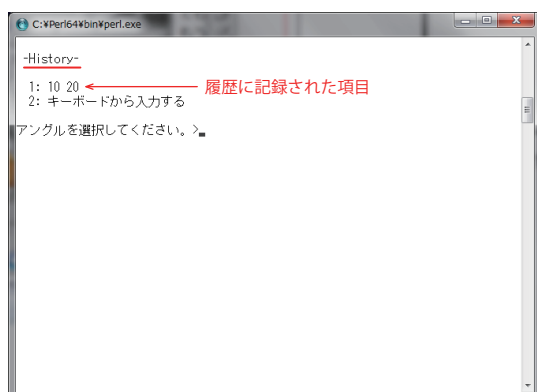 C:¥Perl64¥bin¥perl.exe
-History-
1: 10 20 履歴に記録された項目
2: キーボードから入力する
アングルを選択してください。>